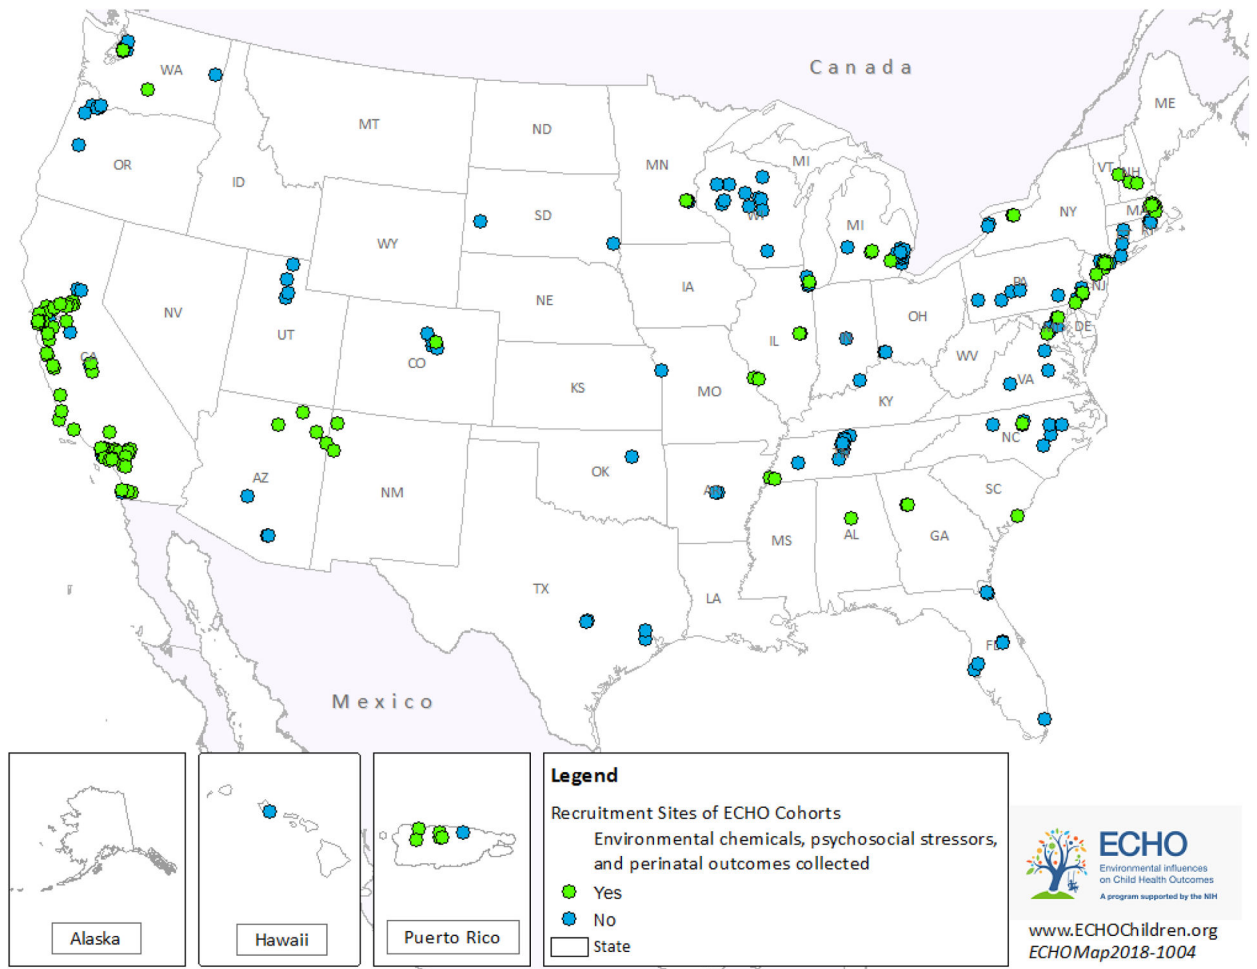 Canada
WA
ME
MT
ND
VT
NH
MN
MI
OR
ID
NY
MA
SD
WI
MI
RI
WY
PA
IA
NJ
NE
NV
OH
DE
UT
IL
CA
WV
CO
VA
KS
MO
KY
NC
OK
AZ
NM
AR
SC
MS
AL
GA
TX
LA
FL
Mexico
Alaska
Hawaii
Puerto Rico
Legend
Recruitment Sites of ECHO Cohorts
Environmental chemicals, psychosocial stressors,
and perinatal outcomes collected
Yes
No
State
ECHO
Environmental influences
on Child Health Outcomes
A program supported by the NIH
www.ECHOChildren.org
ECHOMap2018-1004